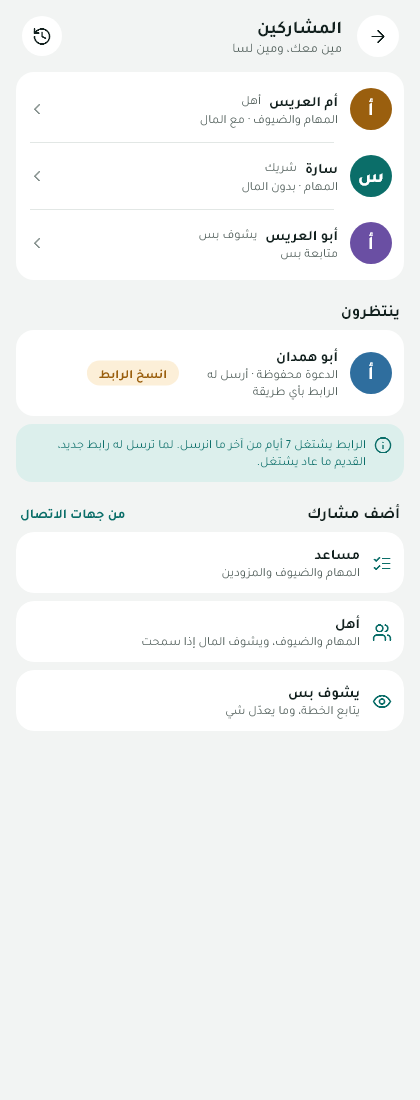 المشاركين
مين معك، ومين لسا
أ
أم العريس أهل
المهام والضيوف · مع المال
س
سارة شريك
المهام · بدون المال
أ
أبو العريس يشوف بس
متابعة بس
ينتظرون
أ
أبو همدان
الدعوة محفوظة · أرسل له
الرابط بأي طريقة
انسخ الرابط
الرابط يشتغل 7 أيام من آخر ما انرسل. لما ترسل له رابط جديد،
القديم ما عاد يشتغل.
أضف مشارك
من جهات الاتصال
مساعد
المهام والضيوف والمزودين
أهل
المهام والضيوف، ويشوف المال إذا سمحت
يشوف بس
يتابع الخطة، وما يعدّل شي